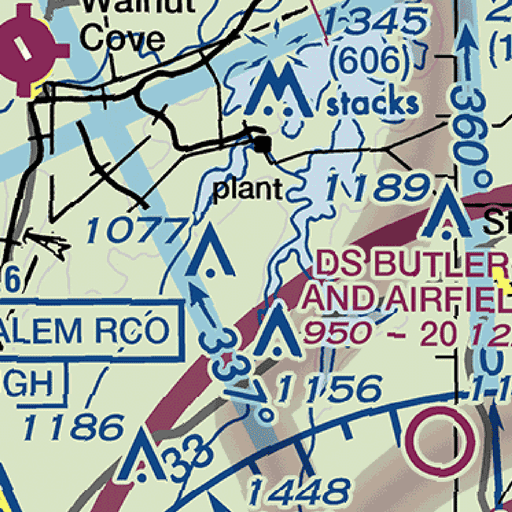 Walnut
Cove
1345
(606)
stacks
360°
plant
1189
1077
DS BUTLER
AND AIRFIEL
950 - 20
6
ALEM RCO
GH
337°
1156
1186
33
1448